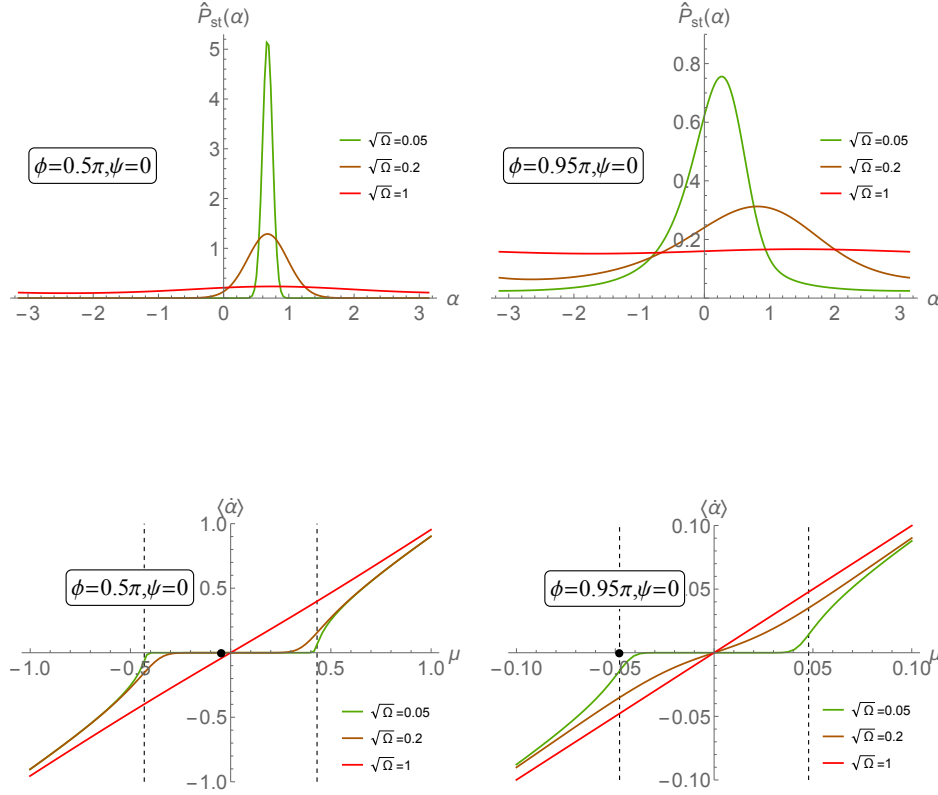 P̂st(α)
5
4
3
2
1
−3 −2 −1 0 1 2 3 α
ϕ=0.5π,ψ=0
√Ω=0.05
√Ω=0.2
√Ω=1
P̂st(α)
0.8
0.6
0.4
0.2
−3 −2 −1 0 1 2 3 α
ϕ=0.95π,ψ=0
√Ω=0.05
√Ω=0.2
√Ω=1
⟨α̇⟩
1.0
0.5
−0.5
−1.0
−1.0 −0.5 0.5 1.0 μ
ϕ=0.5π,ψ=0
√Ω=0.05
√Ω=0.2
√Ω=1
⟨α̇⟩
0.10
0.05
−0.05
−0.10
−0.10 −0.05 0.05 0.10 μ
ϕ=0.95π,ψ=0
√Ω=0.05
√Ω=0.2
√Ω=1